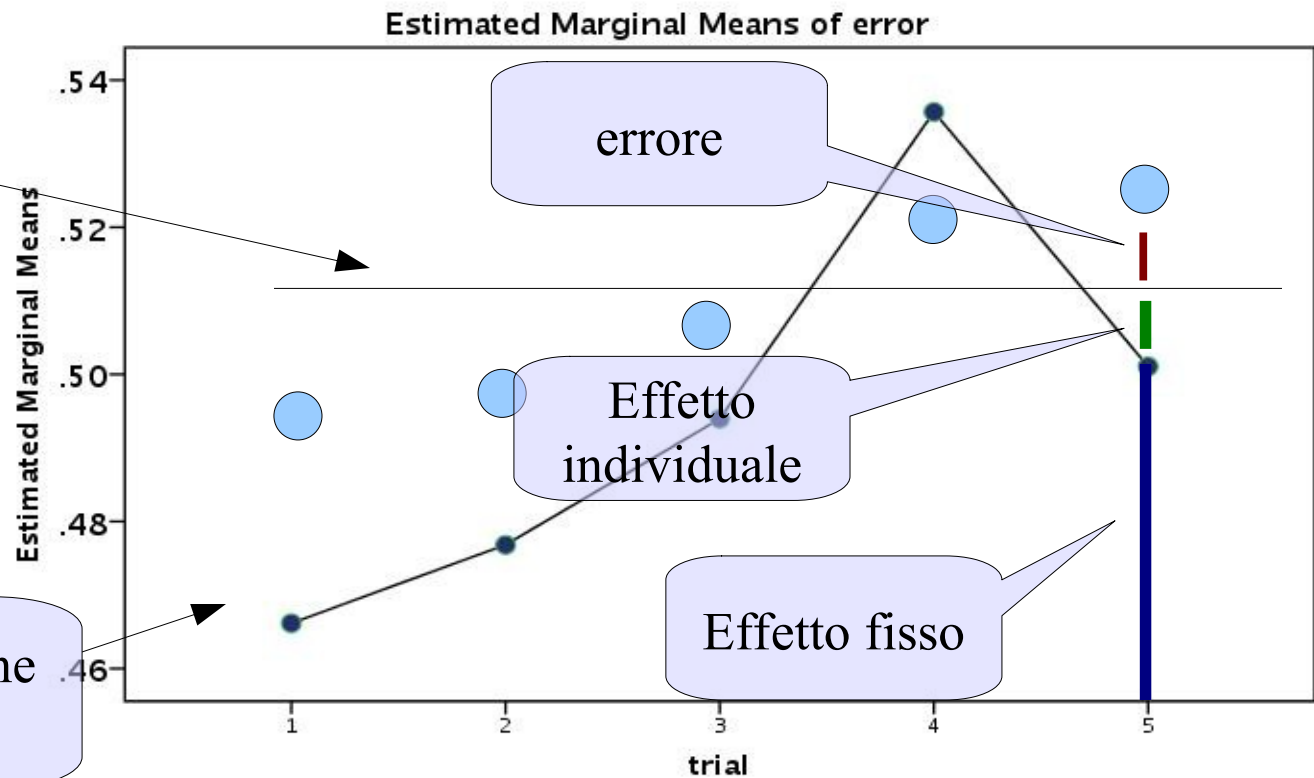 Estimated Marginal Means of error
Estimated Marginal Means
.54
.52
.50
.48
.46
errore
Effetto
individuale
Effetto fisso
1
2
3
4
5
trial